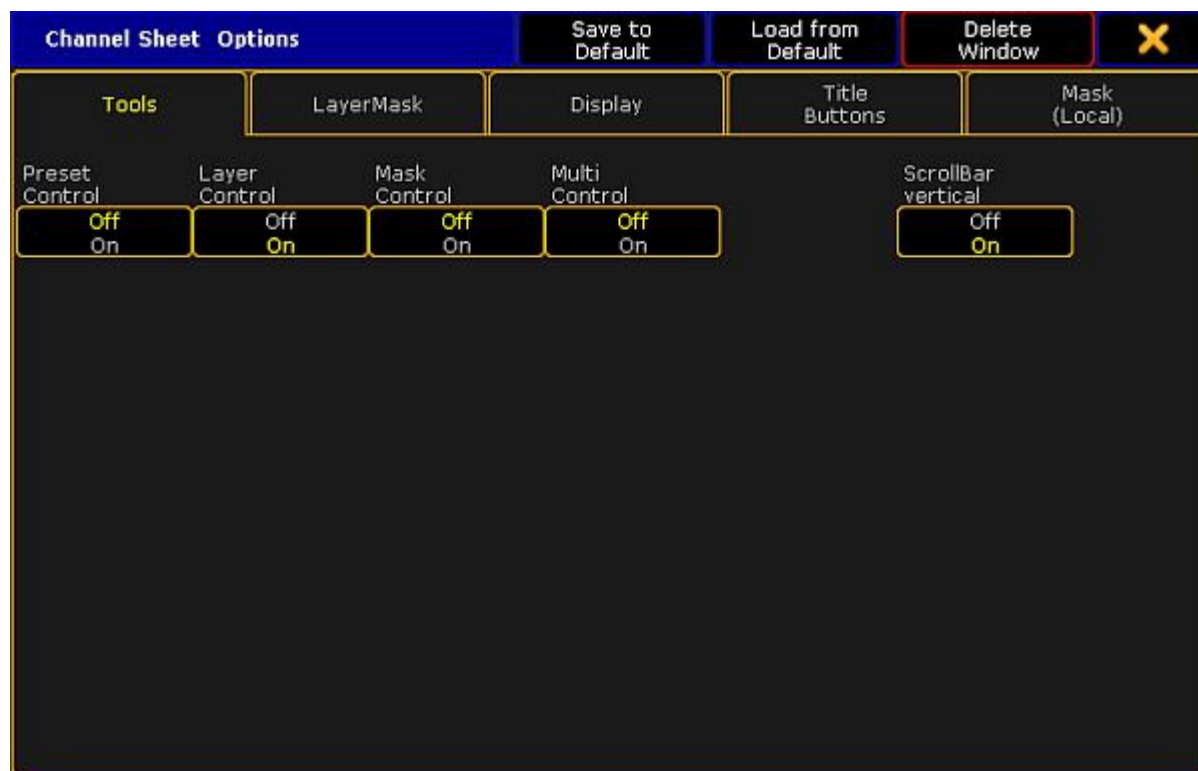 Channel Sheet Options
Save to
Default
Load from
Default
Delete
Window
Tools
LayerMask
Display
Title
Buttons
Mask
(Local)
Preset
Control
Off
On
Layer
Control
Off
On
Mask
Control
Off
On
Multi
Control
Off
On
ScrollBar
vertical
Off
On